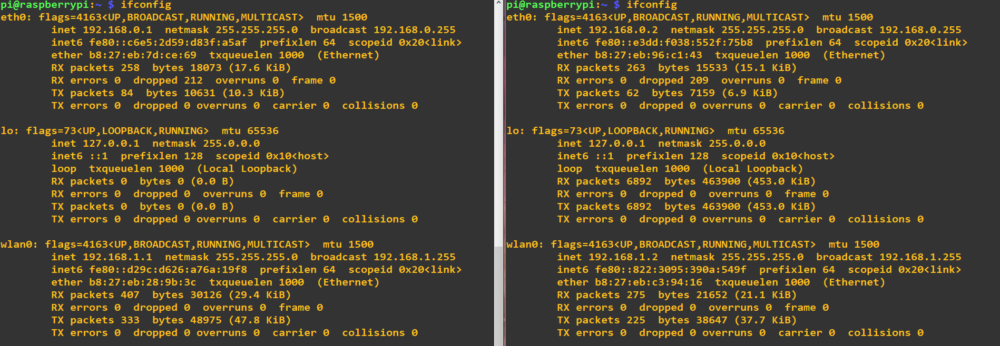 pi@raspberrypi:~ $ ifconfig
eth0: flags=4163<UP,BROADCAST,RUNNING,MULTICAST>  mtu 1500
        inet 192.168.0.1  netmask 255.255.255.0  broadcast 192.168.0.255
        inet6 fe80::c6e5:2d59:d83f:a5af  prefixlen 64  scopeid 0x20<link>
        ether b8:27:eb:7d:ce:69  txqueuelen 1000  (Ethernet)
        RX packets 258  bytes 18073 (17.6 KiB)
        RX errors 0  dropped 212  overruns 0  frame 0
        TX packets 84  bytes 10631 (10.3 KiB)
        TX errors 0  dropped 0 overruns 0  carrier 0  collisions 0

lo: flags=73<UP,LOOPBACK,RUNNING>  mtu 65536
        inet 127.0.0.1  netmask 255.0.0.0
        inet6 ::1  prefixlen 128  scopeid 0x10<host>
        loop  txqueuelen 1000  (Local Loopback)
        RX packets 0  bytes 0 (0.0 B)
        RX errors 0  dropped 0  overruns 0  frame 0
        TX packets 0  bytes 0 (0.0 B)
        TX errors 0  dropped 0 overruns 0  carrier 0  collisions 0

wlan0: flags=4163<UP,BROADCAST,RUNNING,MULTICAST>  mtu 1500
        inet 192.168.1.1  netmask 255.255.255.0  broadcast 192.168.1.255
        inet6 fe80::d29c:d626:a76a:19f8  prefixlen 64  scopeid 0x20<link>
        ether b8:27:eb:28:9b:3c  txqueuelen 1000  (Ethernet)
        RX packets 407  bytes 30126 (29.4 KiB)
        RX errors 0  dropped 0  overruns 0  frame 0
        TX packets 333  bytes 48975 (47.8 KiB)
        TX errors 0  dropped 0 overruns 0  carrier 0  collisions 0

pi@raspberrypi:~ $ ifconfig
eth0: flags=4163<UP,BROADCAST,RUNNING,MULTICAST>  mtu 1500
        inet 192.168.0.2  netmask 255.255.255.0  broadcast 192.168.0.255
        inet6 fe80::e3dd:f038:552f:75b8  prefixlen 64  scopeid 0x20<link>
        ether b8:27:eb:96:c1:43  txqueuelen 1000  (Ethernet)
        RX packets 263  bytes 15533 (15.1 KiB)
        RX errors 0  dropped 209  overruns 0  frame 0
        TX packets 62  bytes 7159 (6.9 KiB)
        TX errors 0  dropped 0 overruns 0  carrier 0  collisions 0

lo: flags=73<UP,LOOPBACK,RUNNING>  mtu 65536
        inet 127.0.0.1  netmask 255.0.0.0
        inet6 ::1  prefixlen 128  scopeid 0x10<host>
        loop  txqueuelen 1000  (Local Loopback)
        RX packets 6892  bytes 463900 (453.0 KiB)
        RX errors 0  dropped 0  overruns 0  frame 0
        TX packets 6892  bytes 463900 (453.0 KiB)
        TX errors 0  dropped 0 overruns 0  carrier 0  collisions 0

wlan0: flags=4163<UP,BROADCAST,RUNNING,MULTICAST>  mtu 1500
        inet 192.168.1.2  netmask 255.255.255.0  broadcast 192.168.1.255
        inet6 fe80::822:3095:390a:549f  prefixlen 64  scopeid 0x20<link>
        ether b8:27:eb:c3:94:16  txqueuelen 1000  (Ethernet)
        RX packets 275  bytes 21652 (21.1 KiB)
        RX errors 0  dropped 0  overruns 0  frame 0
        TX packets 225  bytes 38647 (37.7 KiB)
        TX errors 0  dropped 0 overruns 0  carrier 0  collisions 0